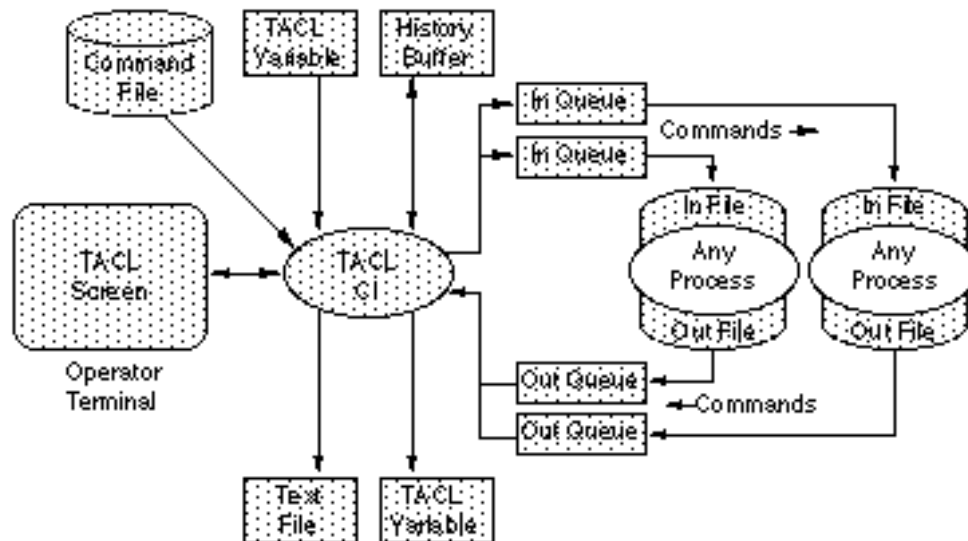 Command
File
TACL
Variable
History
Buffer
In Queue
Commands
In Queue
In File
Any
Process
Out File
In File
Any
Process
Out File
TACL
Screen
TACL
CI
Operator
Terminal
Out Queue
Commands
Out Queue
Text
File
TACL
Variable